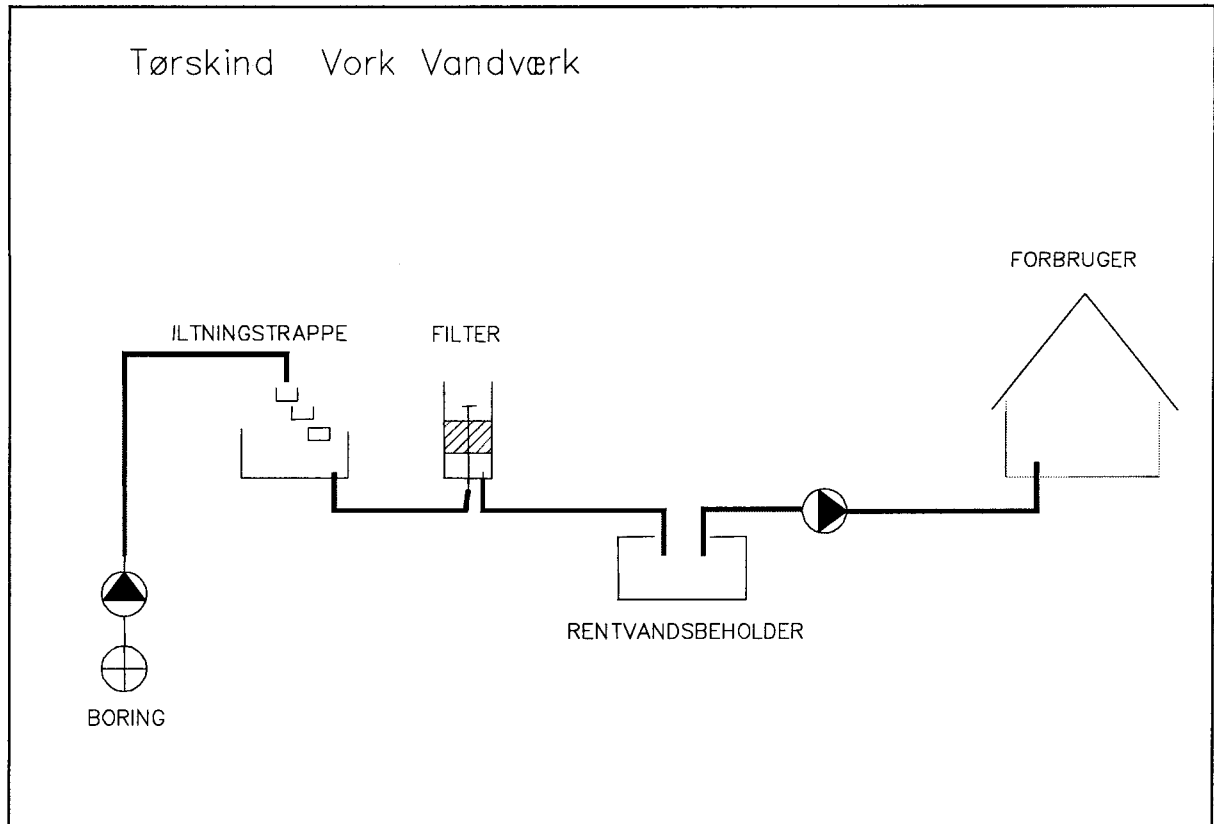 Tørskind Vork Vandværk
FORBRUGER
ILTNINGSTRAPPE
FILTER
RENTVANDSBEHOLDER
BORING